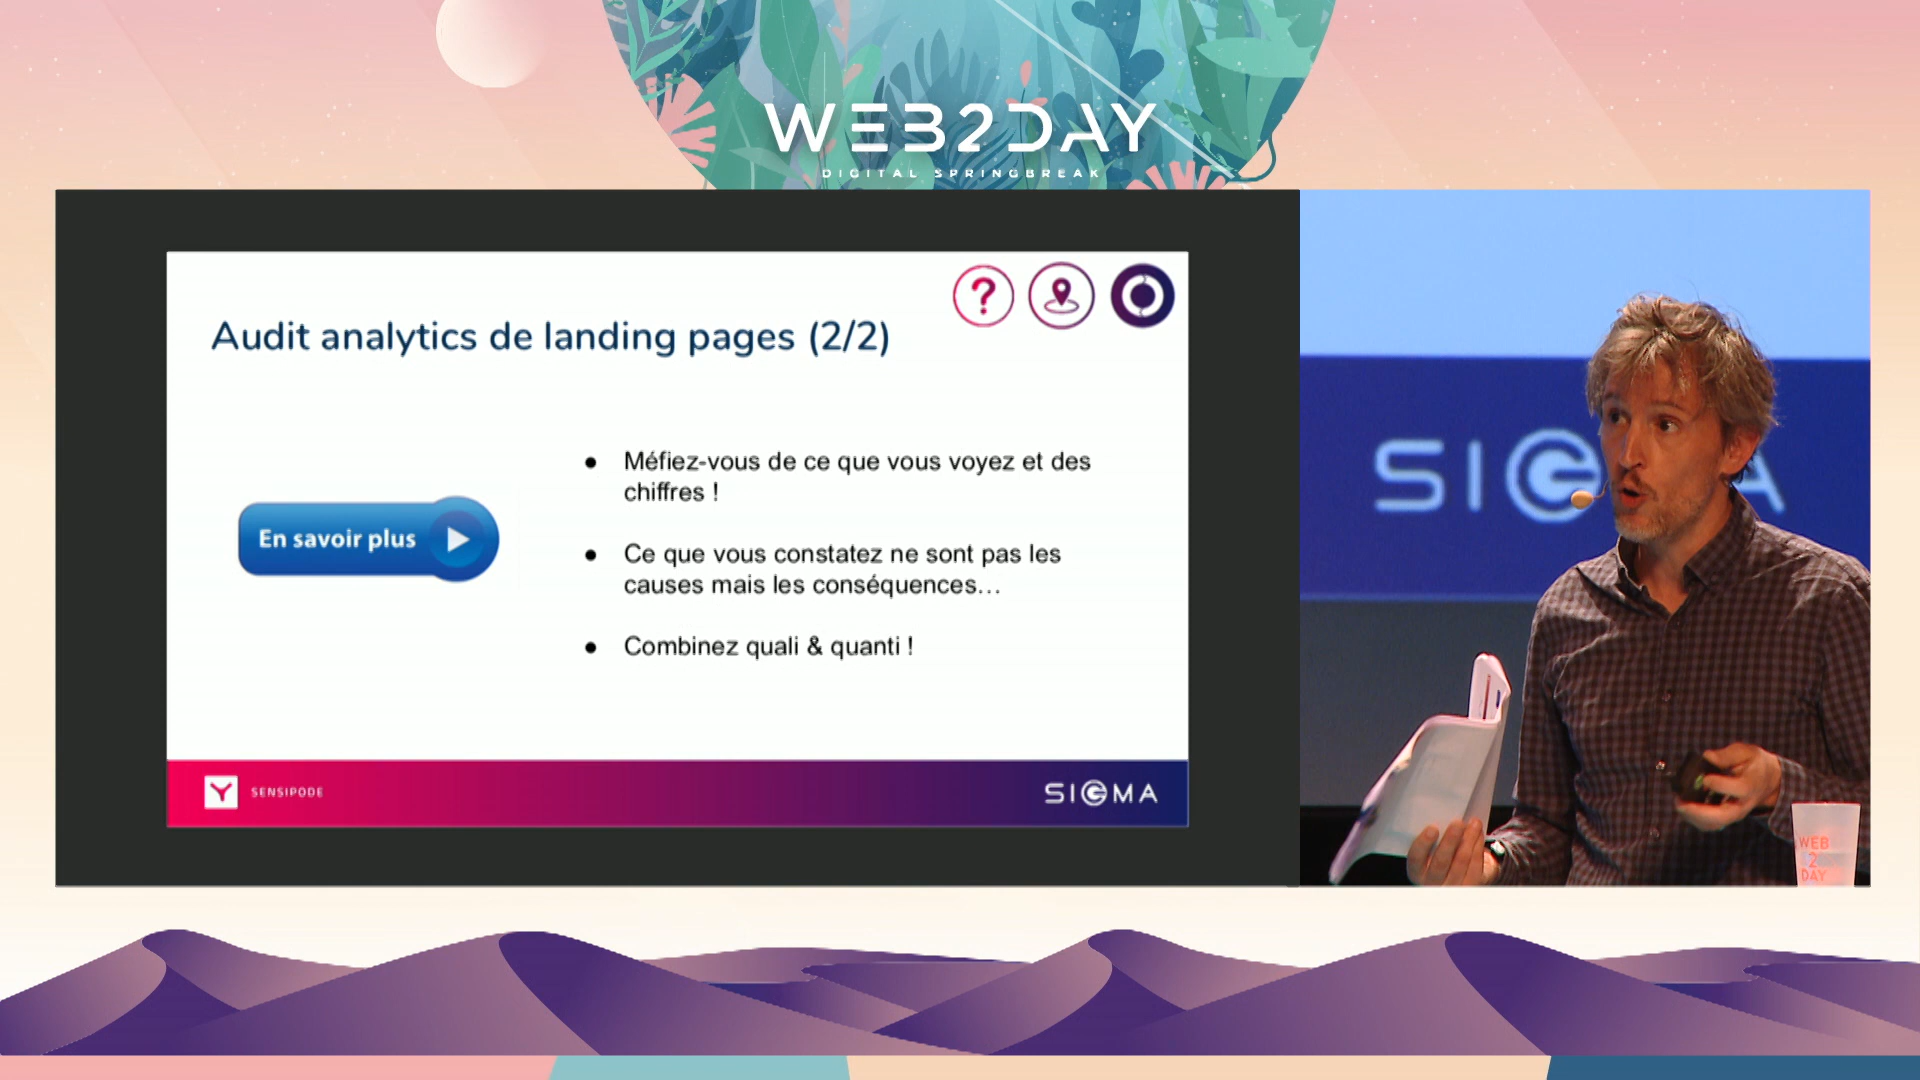 WEB2DAY
DIGITAL SPRINGBREAK
Audit analytics de landing pages (2/2)
En savoir plus
● Méfiez-vous de ce que vous voyez et des
chiffres !
● Ce que vous constatez ne sont pas les
causes mais les conséquences…
● Combinez quali & quanti !
SENSIPODE
SIGMA
SIGMA
WEB
2
DAY